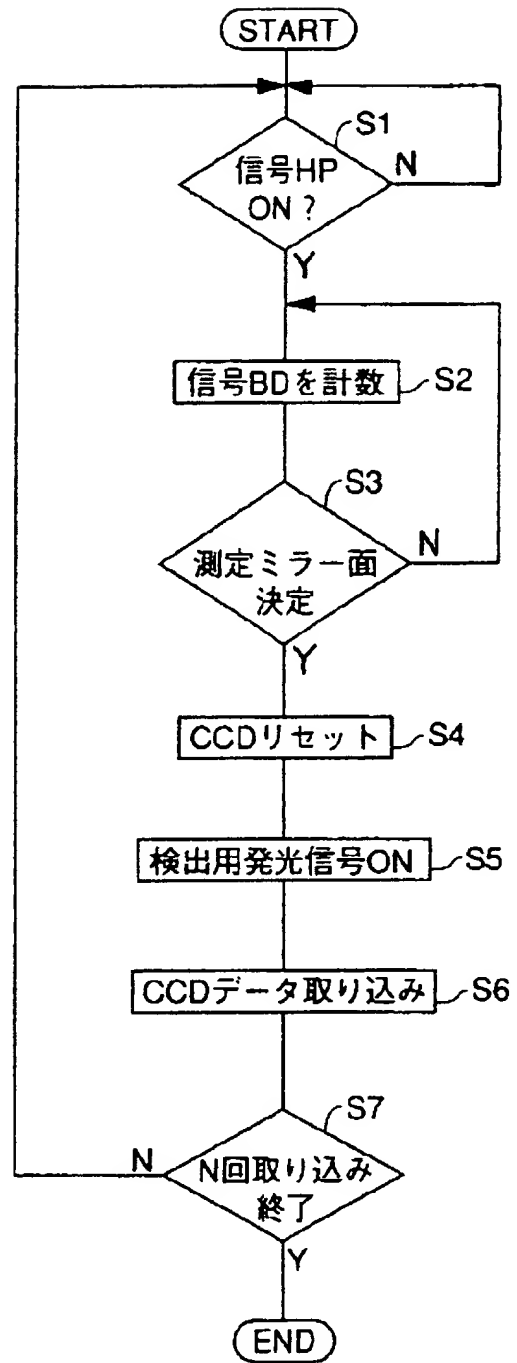 START
S1
信号HP
ON?
N
Y
信号BDを計数
S2
S3
測定ミラー面
決定
N
Y
CCDリセット
S4
検出用発光信号ON
S5
CCDデータ取り込み
S6
S7
N
N回取り込み
終了
Y
END